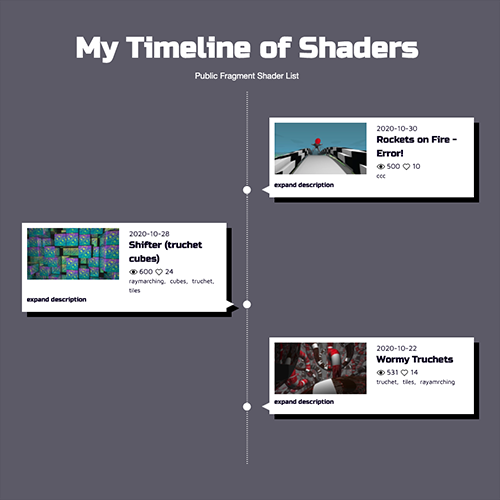 My Timeline of Shaders
Public Fragment Shader List
2020-10-30
Rockets on Fire -
Error!
500 10
ccc
expand description
2020-10-28
Shifter (truchet
cubes)
600 24
raymarching, cubes, truchet,
tiles
expand description
2020-10-22
Wormy Truchets
531 14
truchet, tiles, rayamrching
expand description